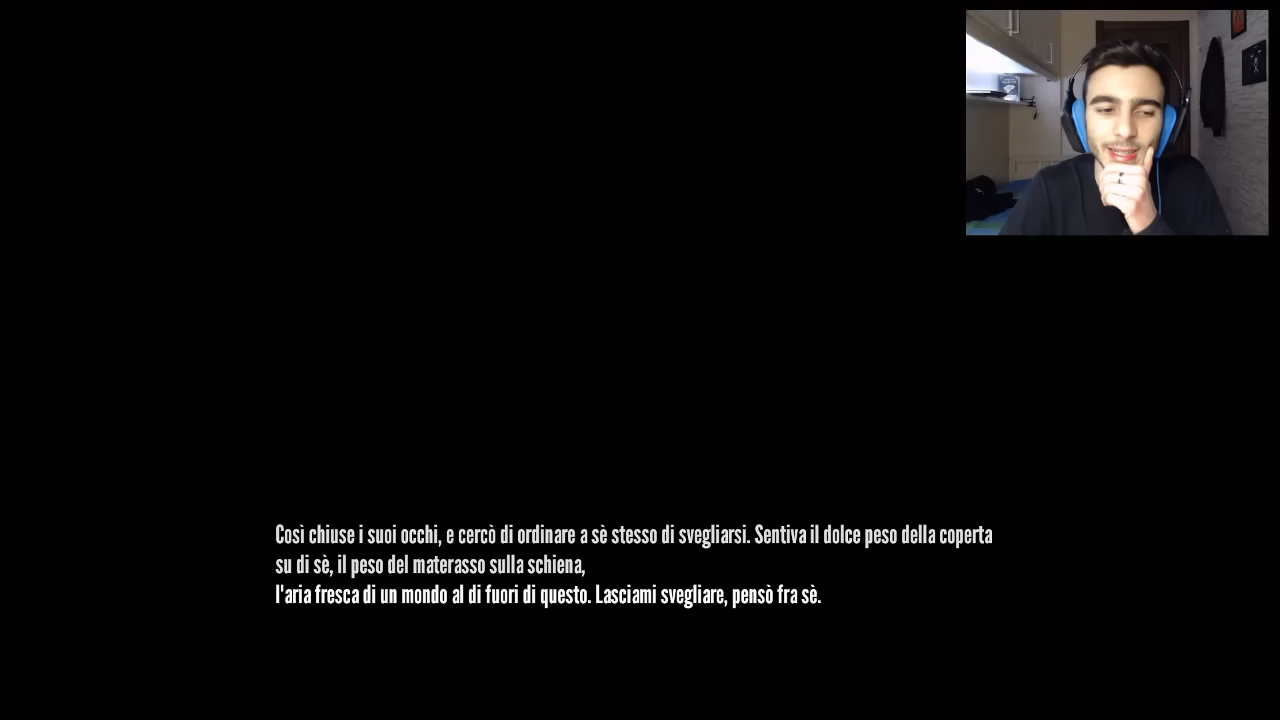 Così chiuse i suoi occhi, e cercò di ordinare a sè stesso di svegliarsi. Sentiva il dolce peso della coperta
su di sè, il peso del materasso sulla schiena,
l'aria fresca di un mondo al di fuori di questo. Lasciami svegliare, pensò fra sè.